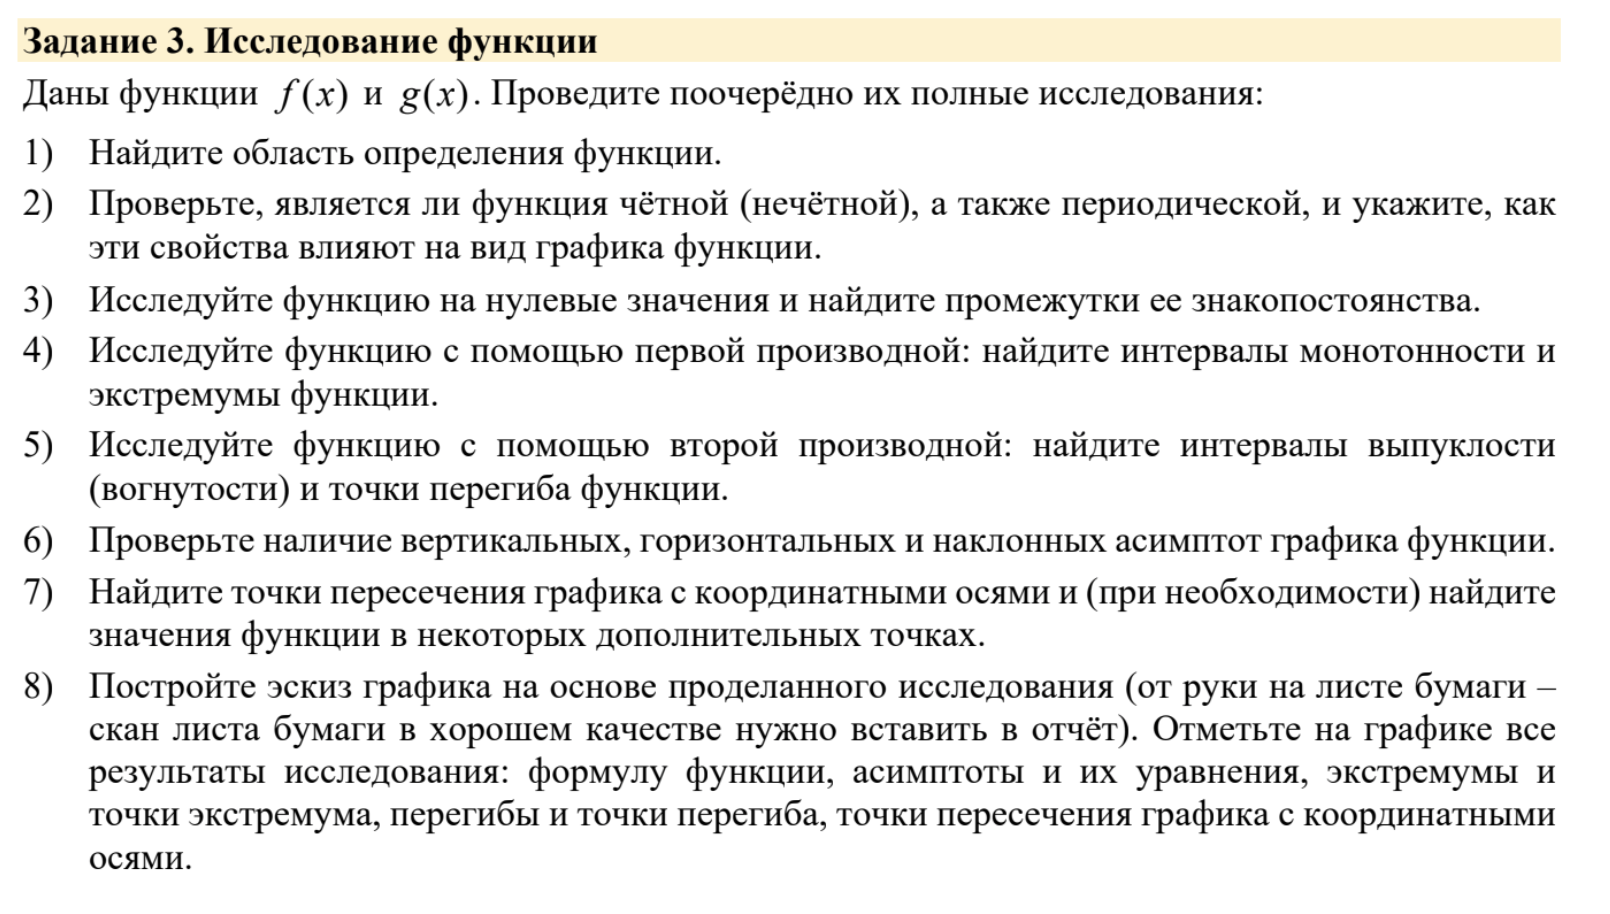 Задание 3. Исследование функции
Даны функции f(x) и g(x). Проведите поочерёдно их полные исследования:
1) Найдите область определения функции.
2) Проверьте, является ли функция чётной (нечётной), а также периодической, и укажите, как
эти свойства влияют на вид графика функции.
3) Исследуйте функцию на нулевые значения и найдите промежутки ее знакопостоянства.
4) Исследуйте функцию с помощью первой производной: найдите интервалы монотонности и
экстремумы функции.
5) Исследуйте функцию с помощью второй производной: найдите интервалы выпуклости
(вогнутости) и точки перегиба функции.
6) Проверьте наличие вертикальных, горизонтальных и наклонных асимптот графика функции.
7) Найдите точки пересечения графика с координатными осями и (при необходимости) найдите
значения функции в некоторых дополнительных точках.
8) Постройте эскиз графика на основе проделанного исследования (от руки на листе бумаги –
скан листа бумаги в хорошем качестве нужно вставить в отчёт). Отметьте на графике все
результаты исследования: формулу функции, асимптоты и их уравнения, экстремумы и
точки экстремума, перегибы и точки перегиба, точки пересечения графика с координатными
осями.